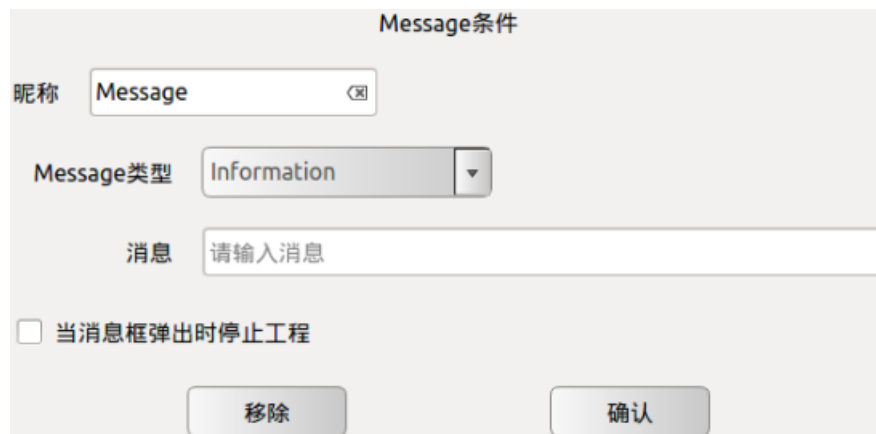 Message条件
昵称 Message
Message类型 Information
消息 请输入消息
当消息框弹出时停止工程
移除 确认